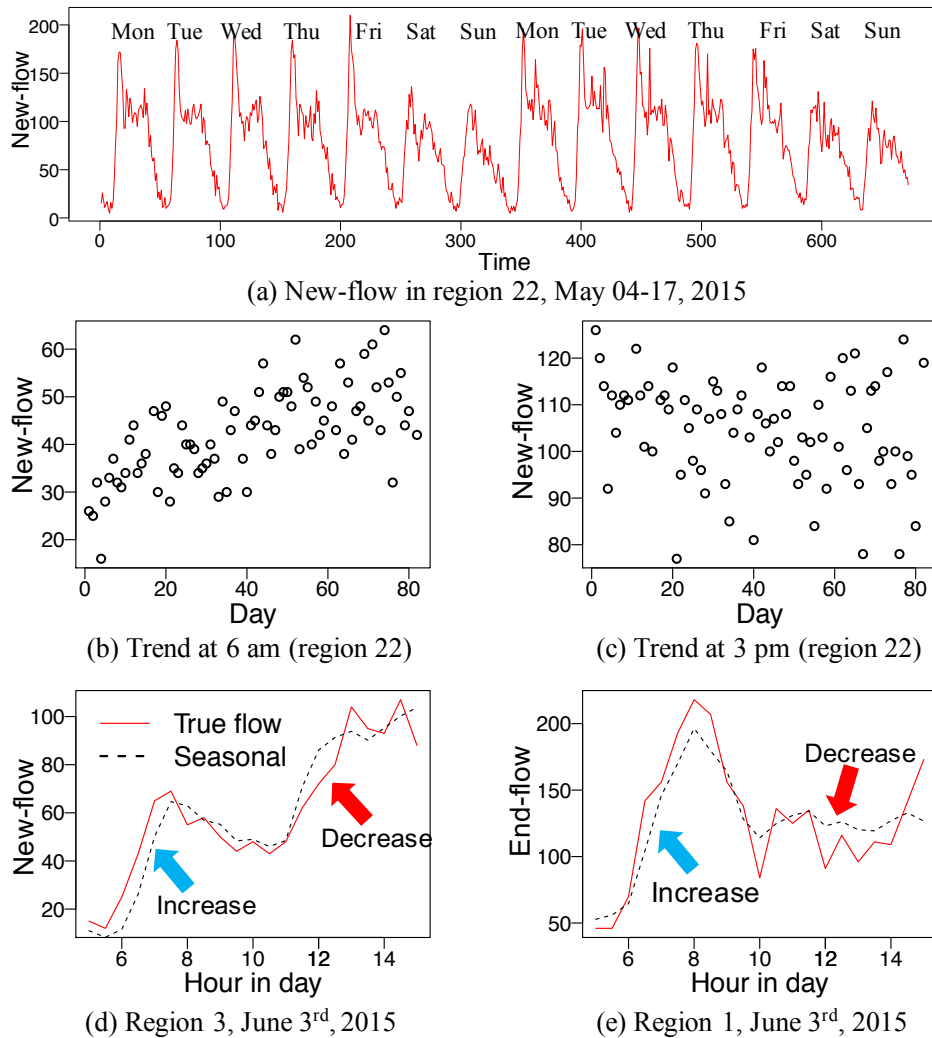 Mon Tue Wed Thu Fri Sat Sun Mon Tue Wed Thu Fri Sat Sun
200
150
100
50
0
New-flow
0 100 200 300 400 500 600
Time
(a) New-flow in region 22, May 04-17, 2015
60
50
40
30
20
New-flow
0 20 40 60 80
Day
(b) Trend at 6 am (region 22)
120
110
100
90
80
New-flow
0 20 40 60 80
Day
(c) Trend at 3 pm (region 22)
100
80
60
40
20
New-flow
True flow
Seasonal
Decrease
Increase
6 8 10 12 14
Hour in day
(d) Region 3, June 3rd, 2015
200
150
100
50
End-flow
Decrease
Increase
6 8 10 12 14
Hour in day
(e) Region 1, June 3rd, 2015